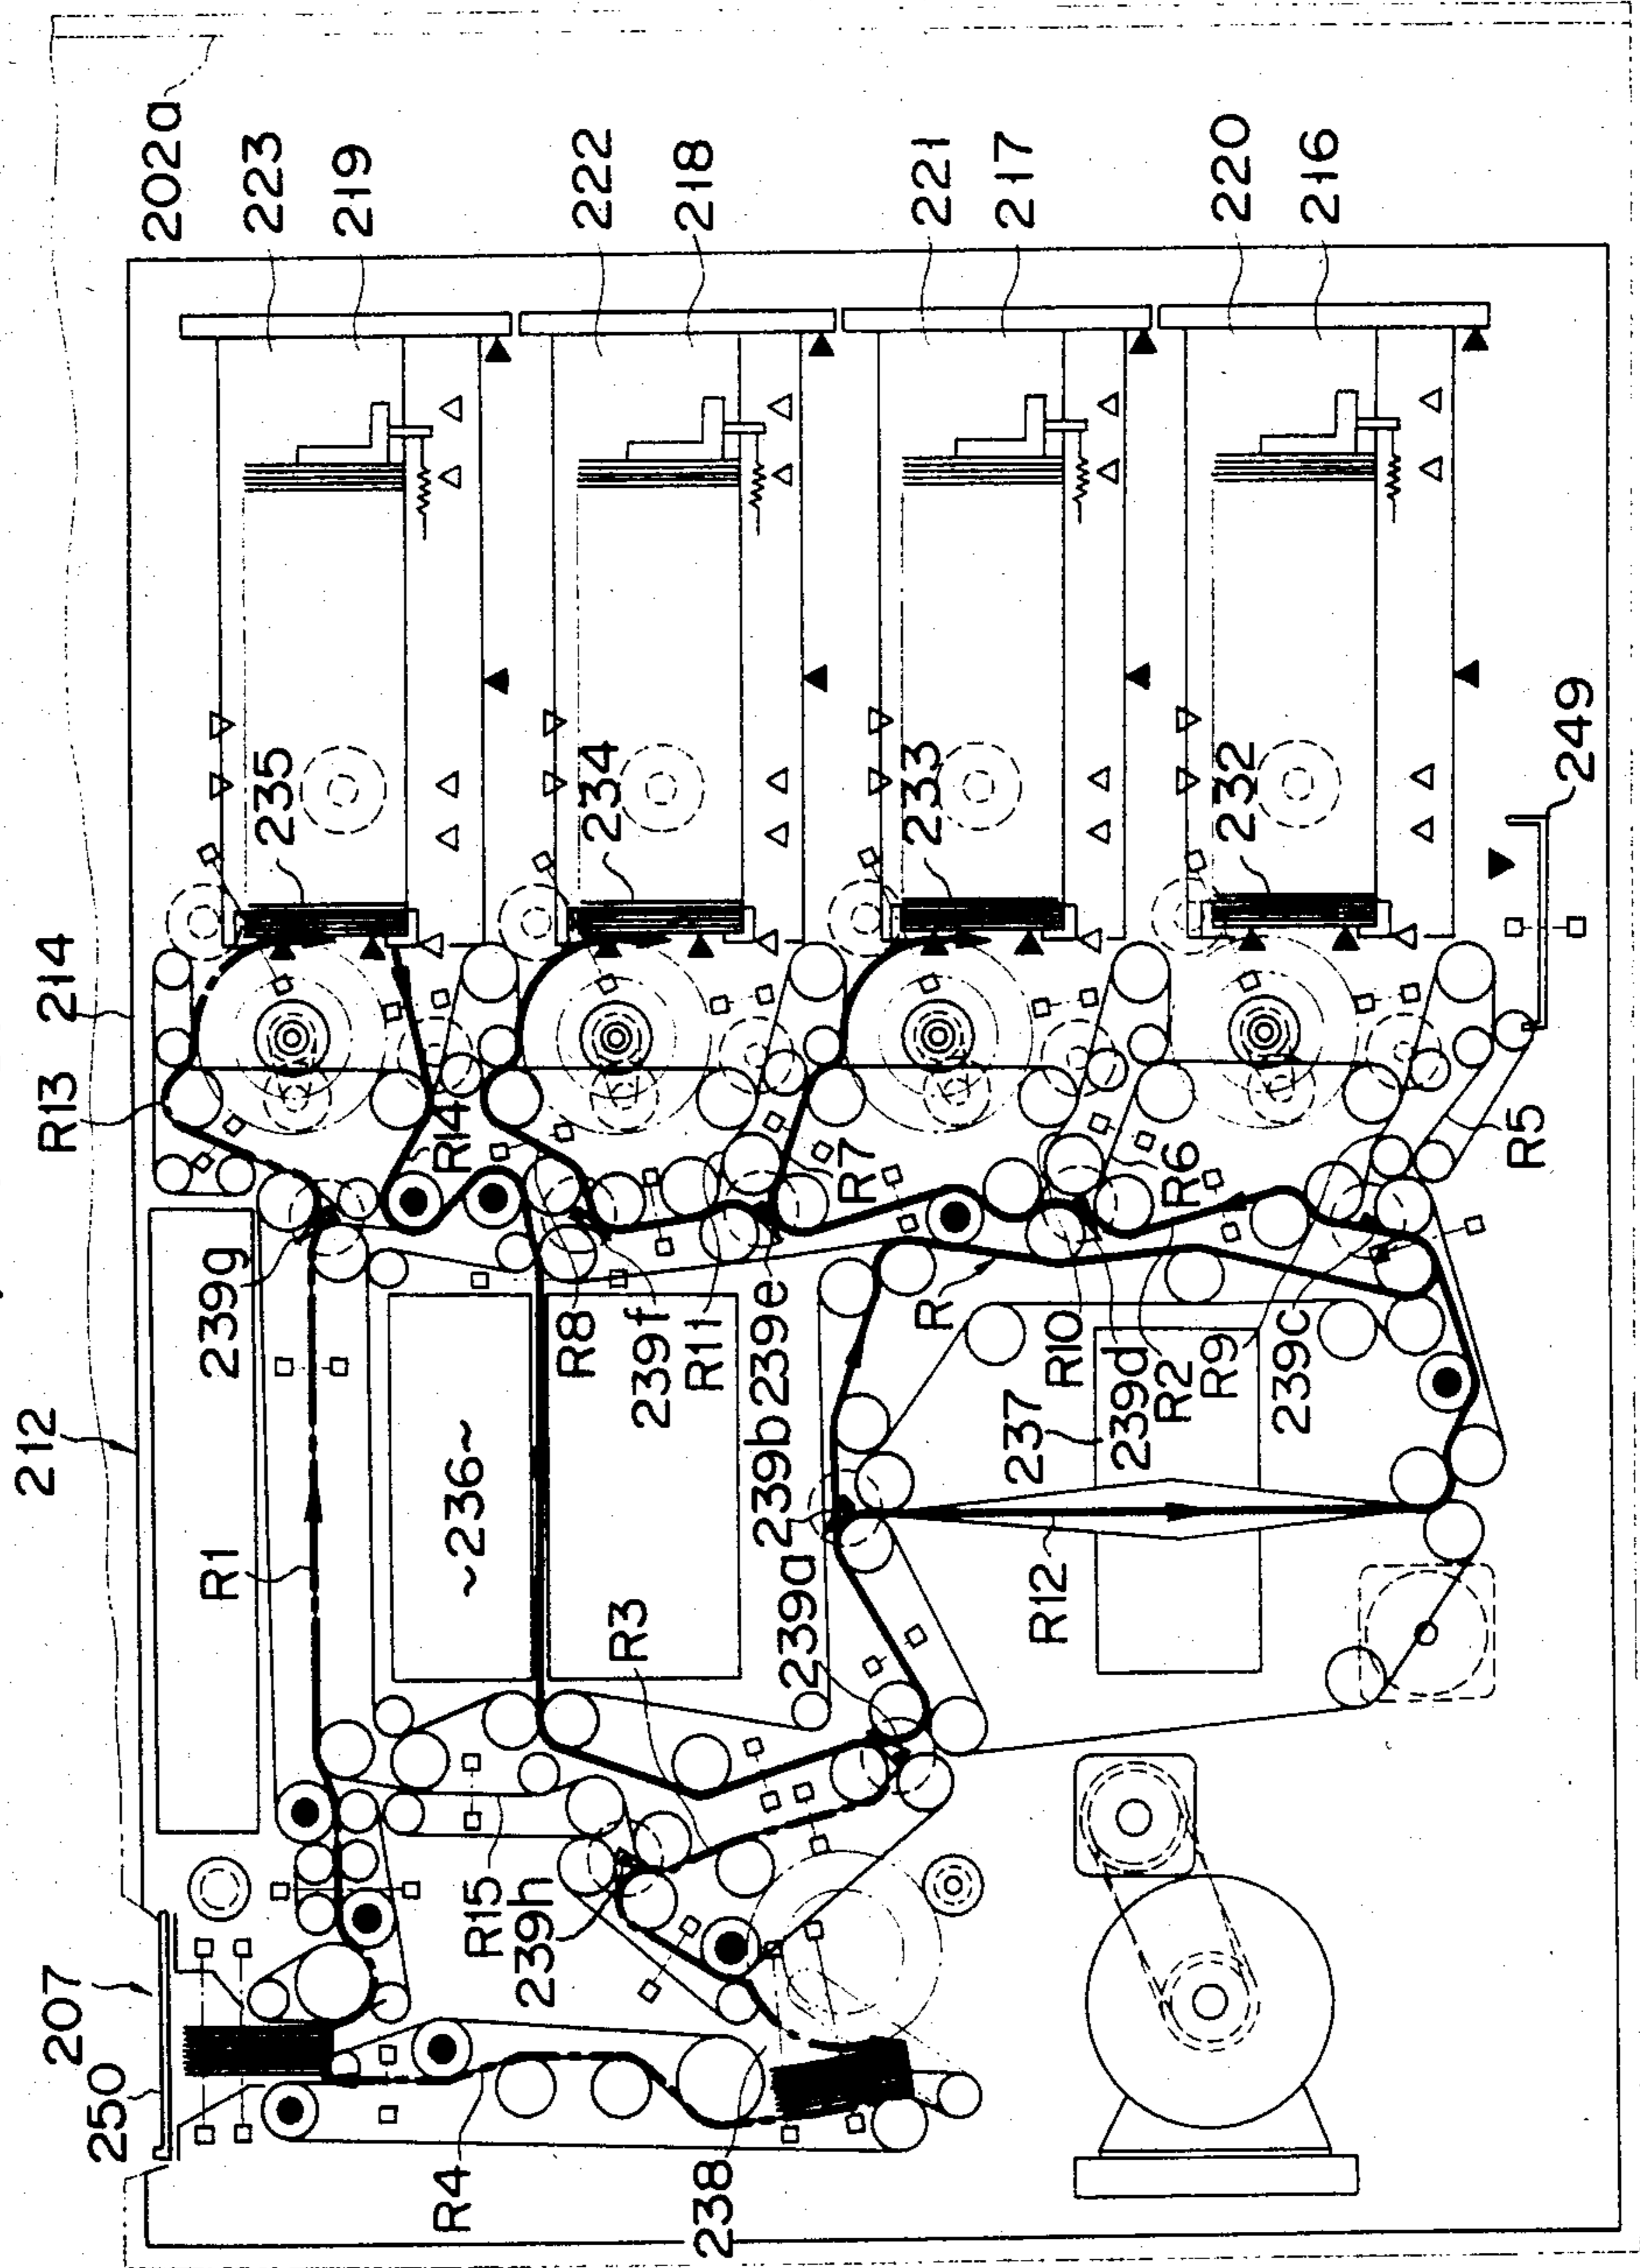 202a
223
219
222
218
221
217
220
216
235
234
233
232
249
214
R13
R14
R7
R6
R5
212
239g
R8
239f
R11
239e
R
R10
239d
R2
R9
239c
R1
~236~
239b
237
R3
239a
R12
R15
239h
207
250
R4
238